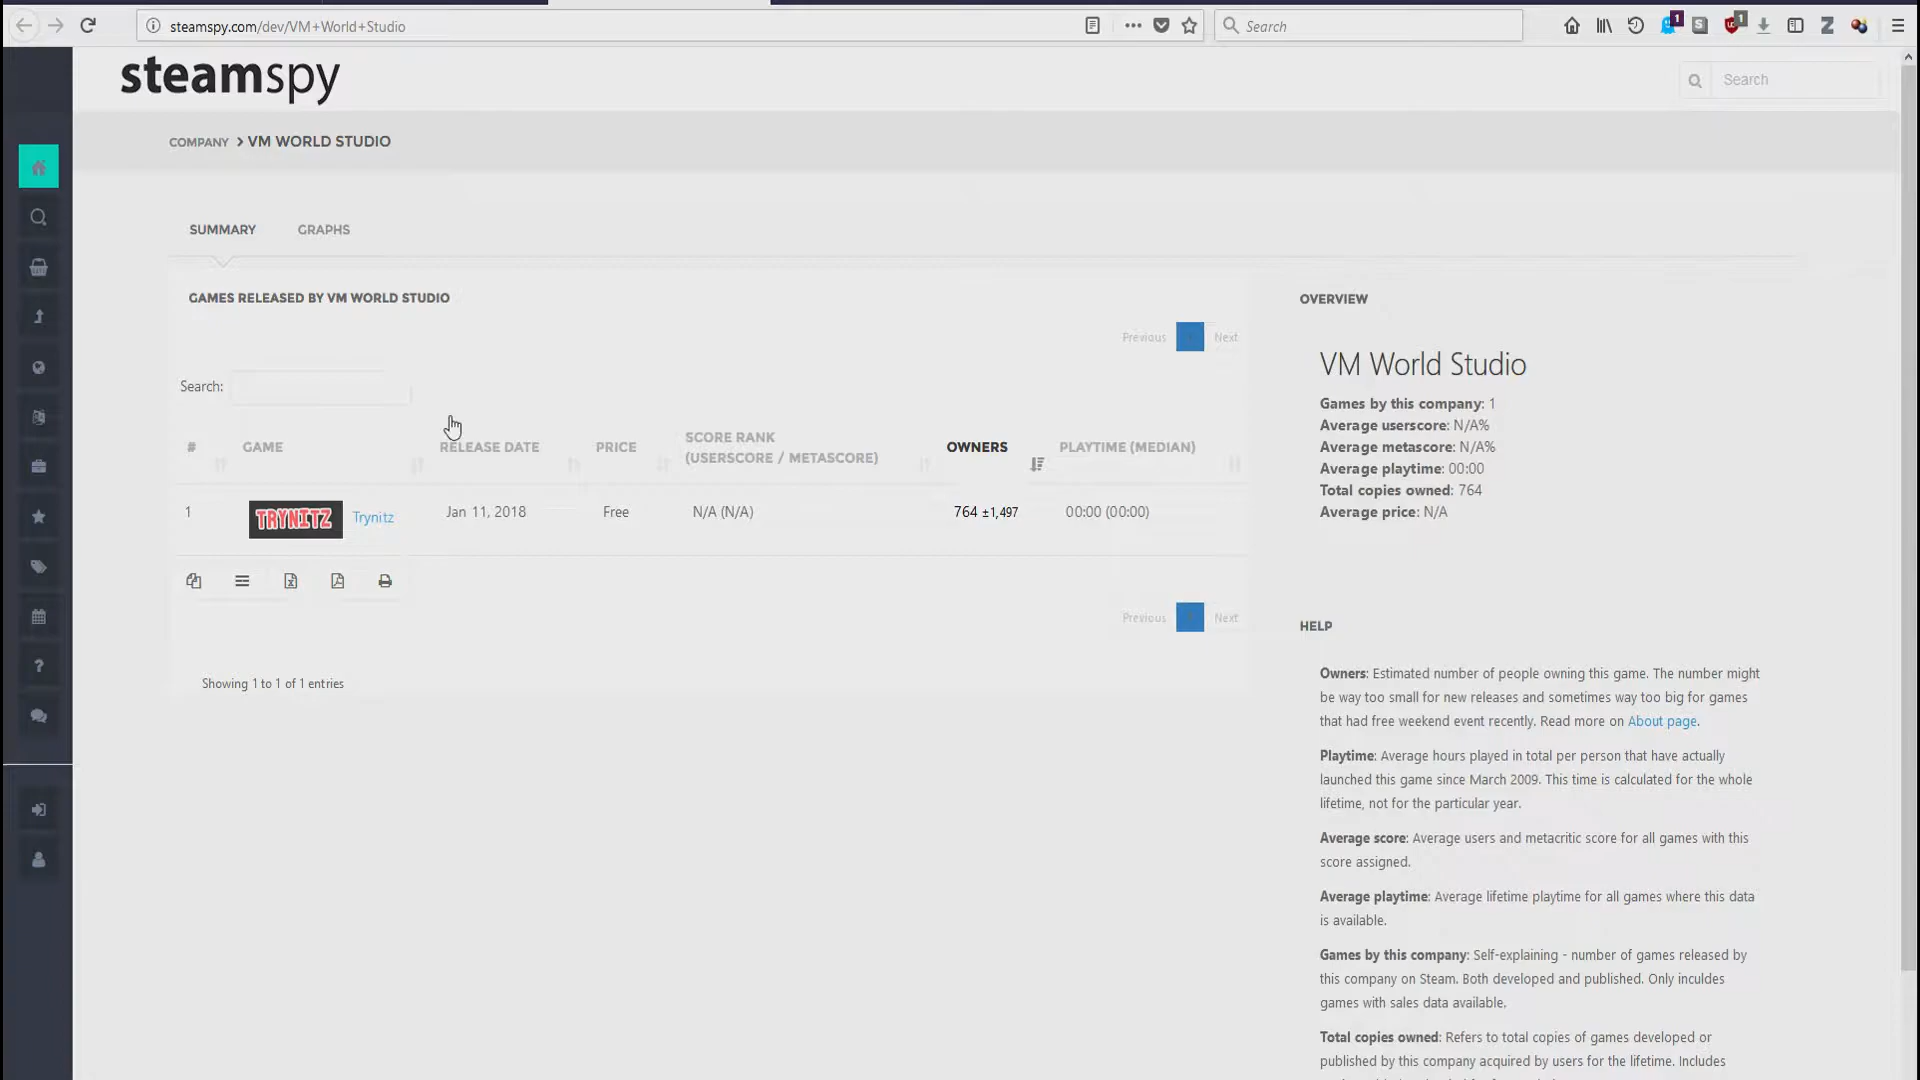 steamspy.com/dev/VM+World+Studio
Search
1
1
steamspy
Search
COMPANY > VM WORLD STUDIO
SUMMARY
GRAPHS
GAMES RELEASED BY VM WORLD STUDIO
Previous
Next
Search:
# GAME RELEASE DATE PRICE SCORE RANK (USERSCORE / METASCORE) OWNERS PLAYTIME (MEDIAN)
1 TRYNITZ Trynitz Jan 11, 2018 Free N/A (N/A) 764 ±1,497 00:00 (00:00)
Previous
Next
Showing 1 to 1 of 1 entries
OVERVIEW
VM World Studio
Games by this company: 1
Average userscore: N/A%
Average metascore: N/A%
Average playtime: 00:00
Total copies owned: 764
Average price: N/A
HELP
Owners: Estimated number of people owning this game. The number might
be way too small for new releases and sometimes way too big for games
that had free weekend event recently. Read more on About page.
Playtime: Average hours played in total per person that have actually
launched this game since March 2009. This time is calculated for the whole
lifetime, not for the particular year.
Average score: Average users and metacritic score for all games with this
score assigned.
Average playtime: Average lifetime playtime for all games where this data
is available.
Games by this company: Self-explaining - number of games released by
this company on Steam. Both developed and published. Only inculdes
games with sales data available.
Total copies owned: Refers to total copies of games developed or
published by this company acquired by users for the lifetime. Includes